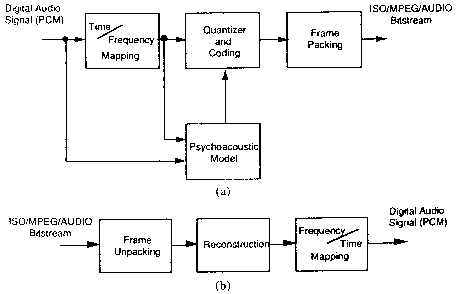 Digital Audio
Signal (PCM)
ISO/MPEG/AUDIO
Bitstream
Time
Frequency
Mapping
Quantizer
and
Coding
Frame
Packing
Psychoacoustic
Model
(a)
ISO/MPEG/AUDIO
Bitstream
Digital Audio
Signal (PCM)
Frame
Unpacking
Reconstruction
Frequency
Time
Mapping
(b)